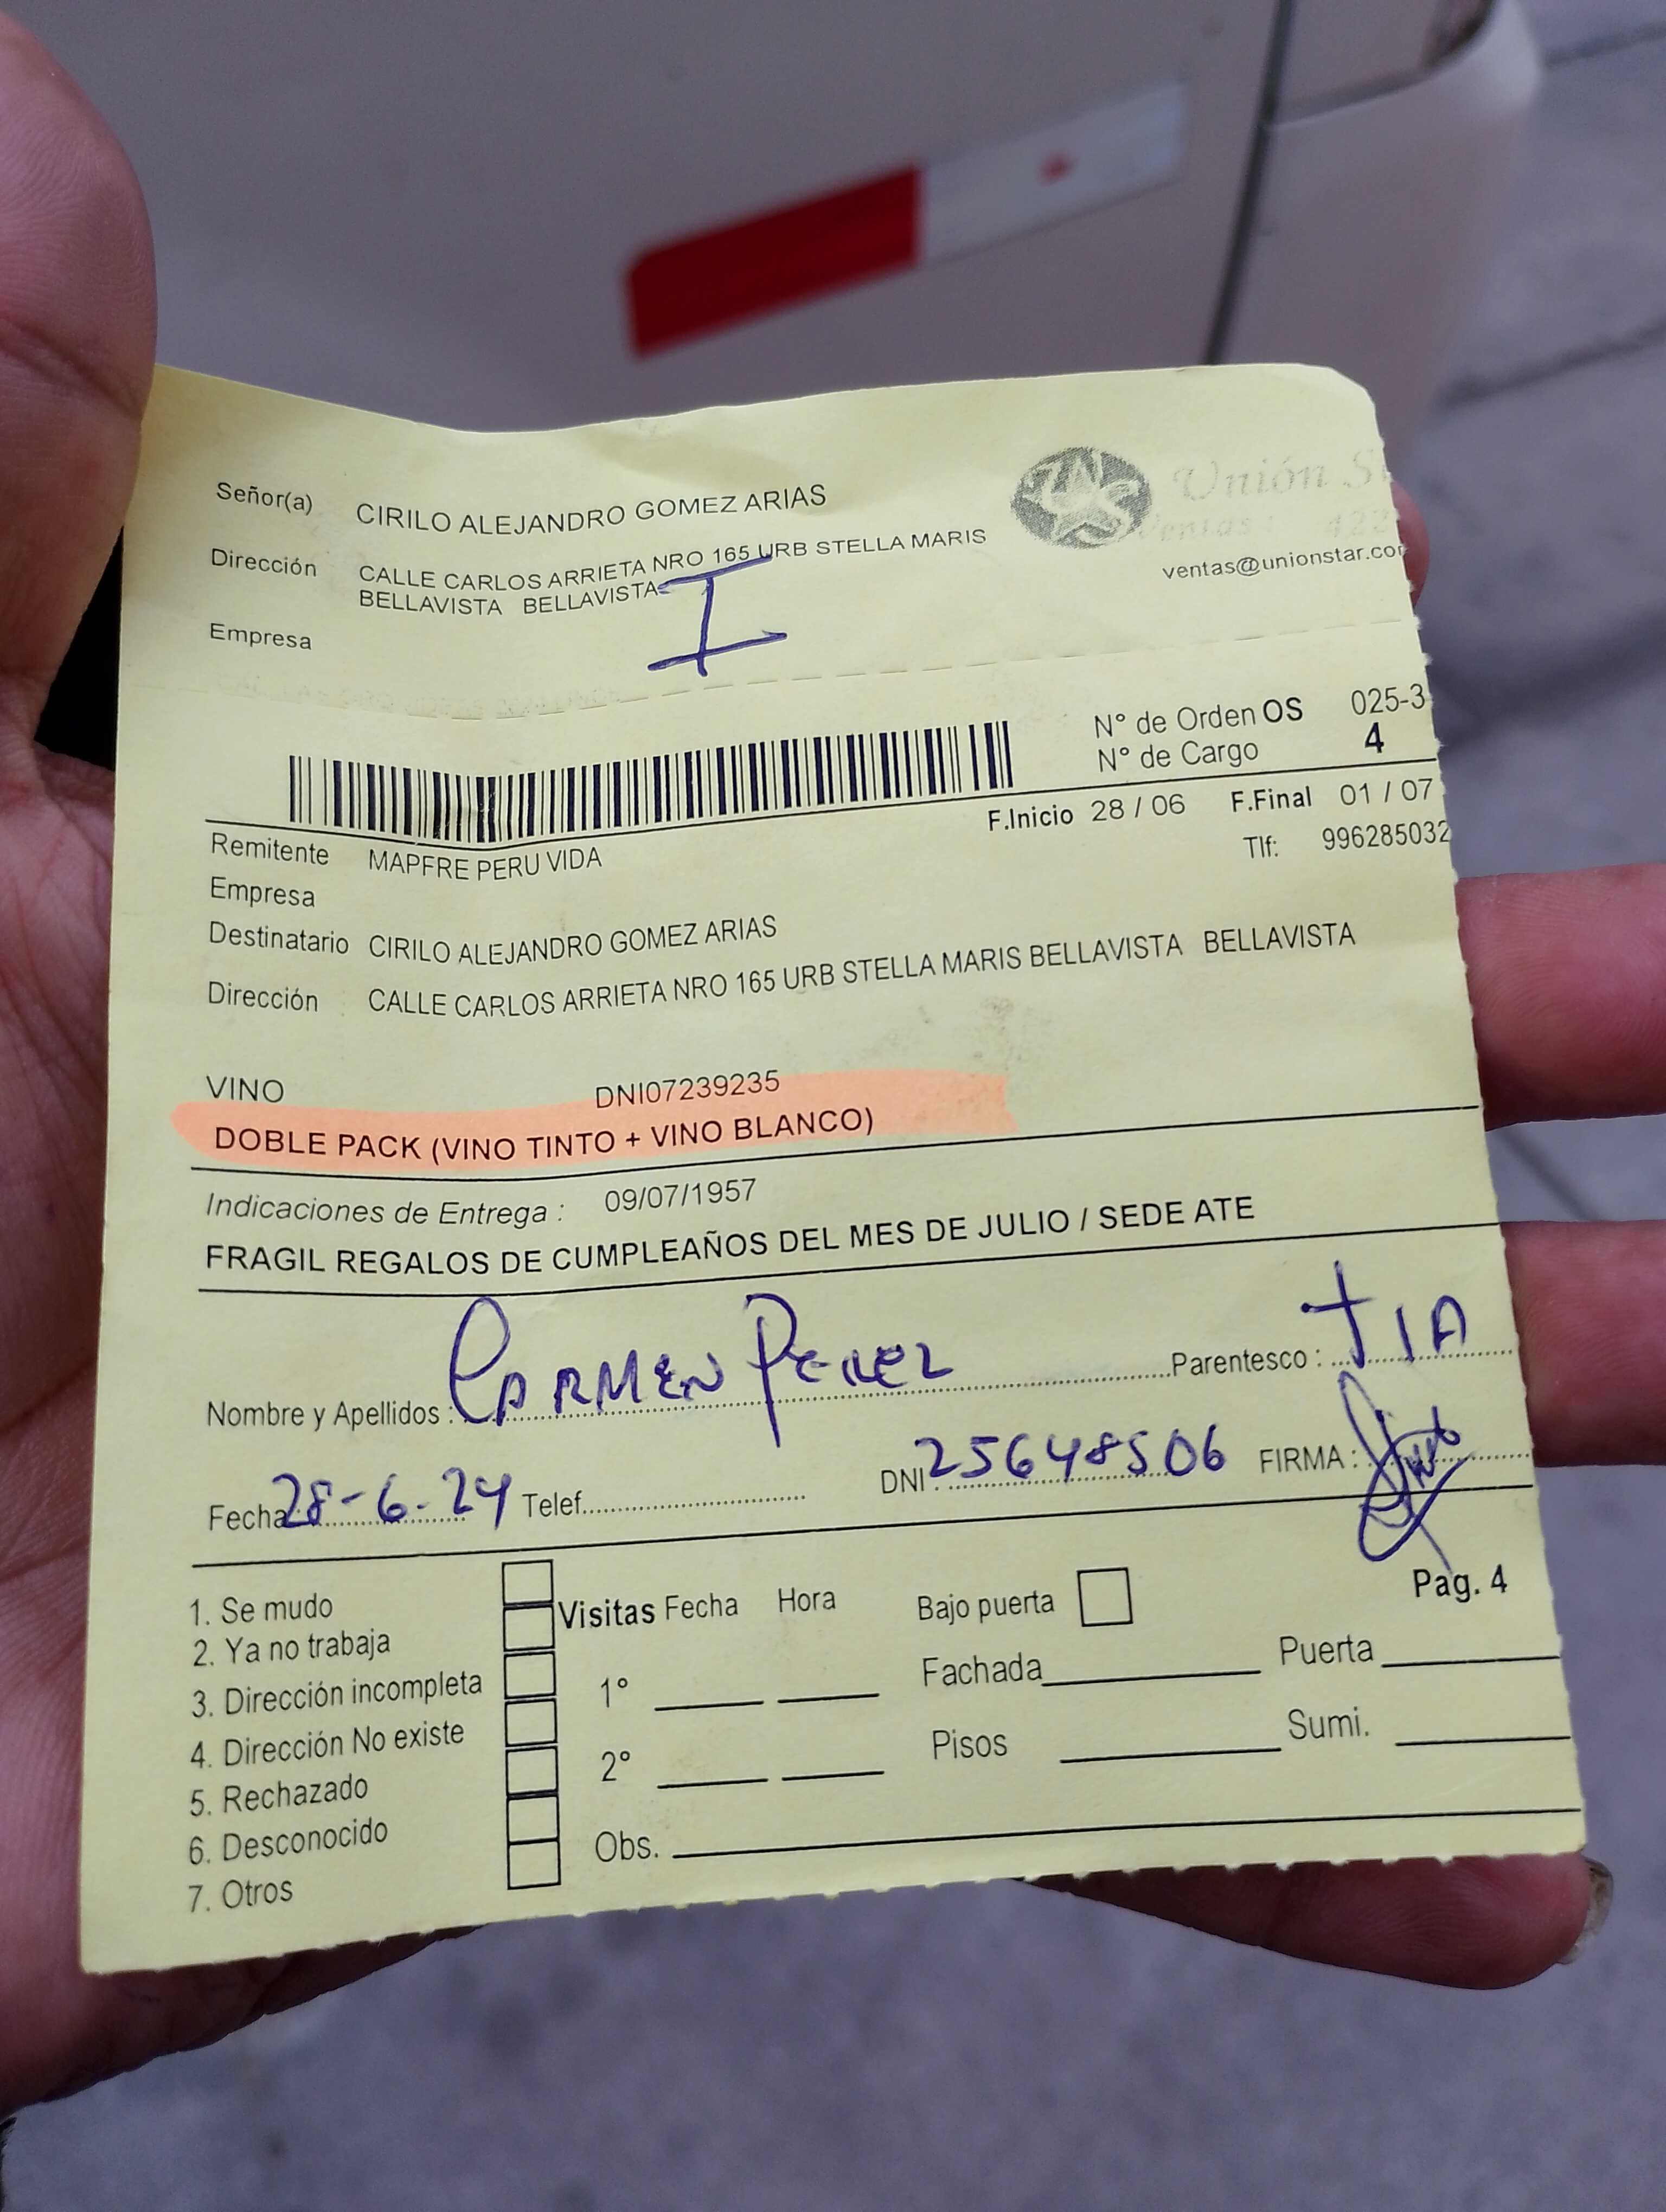 Señor(a) CIRILO ALEJANDRO GOMEZ ARIAS
Unión
Dirección CALLE CARLOS ARRIETA NRO 165 URB STELLA MARIS
BELLAVISTA BELLAVISTA
ventas@unionstar.co
I
Empresa
N° de Orden OS 025-3
N° de Cargo 4
F.Inicio 28 / 06 F.Final 01 / 07
Remitente MAPFRE PERU VIDA Tlf: 996285032
Empresa
Destinatario CIRILO ALEJANDRO GOMEZ ARIAS
Dirección CALLE CARLOS ARRIETA NRO 165 URB STELLA MARIS BELLAVISTA BELLAVISTA
VINO DNI07239235
DOBLE PACK (VINO TINTO + VINO BLANCO)
Indicaciones de Entrega : 09/07/1957
FRAGIL REGALOS DE CUMPLEAÑOS DEL MES DE JULIO / SEDE ATE
Nombre y Apellidos : CARMEN PEREZ Parentesco : TIA
Fecha 28-6-24 Telef. DNI. 25648506 FIRMA :
Pag. 4
1. Se mudo
2. Ya no trabaja
3. Dirección incompleta
4. Dirección No existe
5. Rechazado
6. Desconocido
7. Otros
Visitas Fecha Hora
1°
2°
Obs.
Bajo puerta
Fachada Puerta
Pisos Sumi.